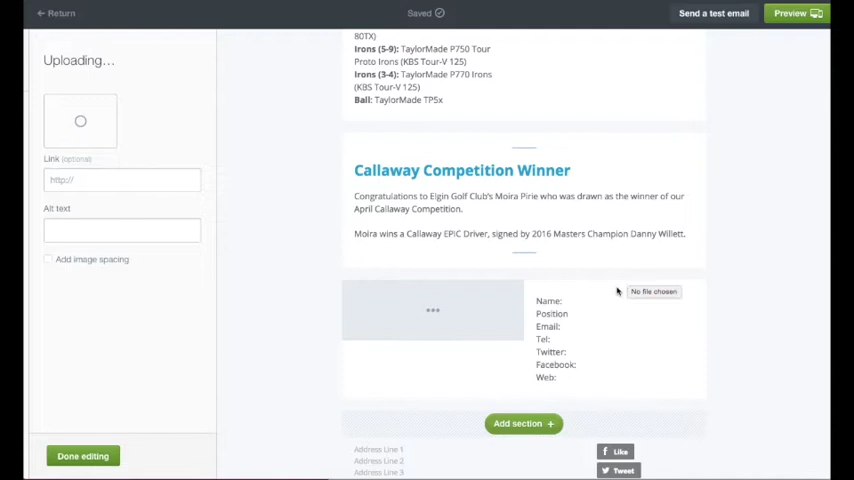 Return
Saved
Send a test email
Preview
Uploading...
Link (optional)
http://
Alt text
Add image spacing
Done editing
80TX)
Irons (5-9): TaylorMade P750 Tour
Proto Irons (KBS Tour-V 125)
Irons (3-4): TaylorMade P770 Irons
(KBS Tour-V 125)
Ball: TaylorMade TP5x
Callaway Competition Winner
Congratulations to Elgin Golf Club's Moira Pirie who was drawn as the winner of our
April Callaway Competition.
Moira wins a Callaway EPIC Driver, signed by 2016 Masters Champion Danny Willett.
No file chosen
Name:
Position
Email:
Tel:
Twitter:
Facebook:
Web:
Add section +
Address Line 1
Address Line 2
Address Line 3
Like
Tweet